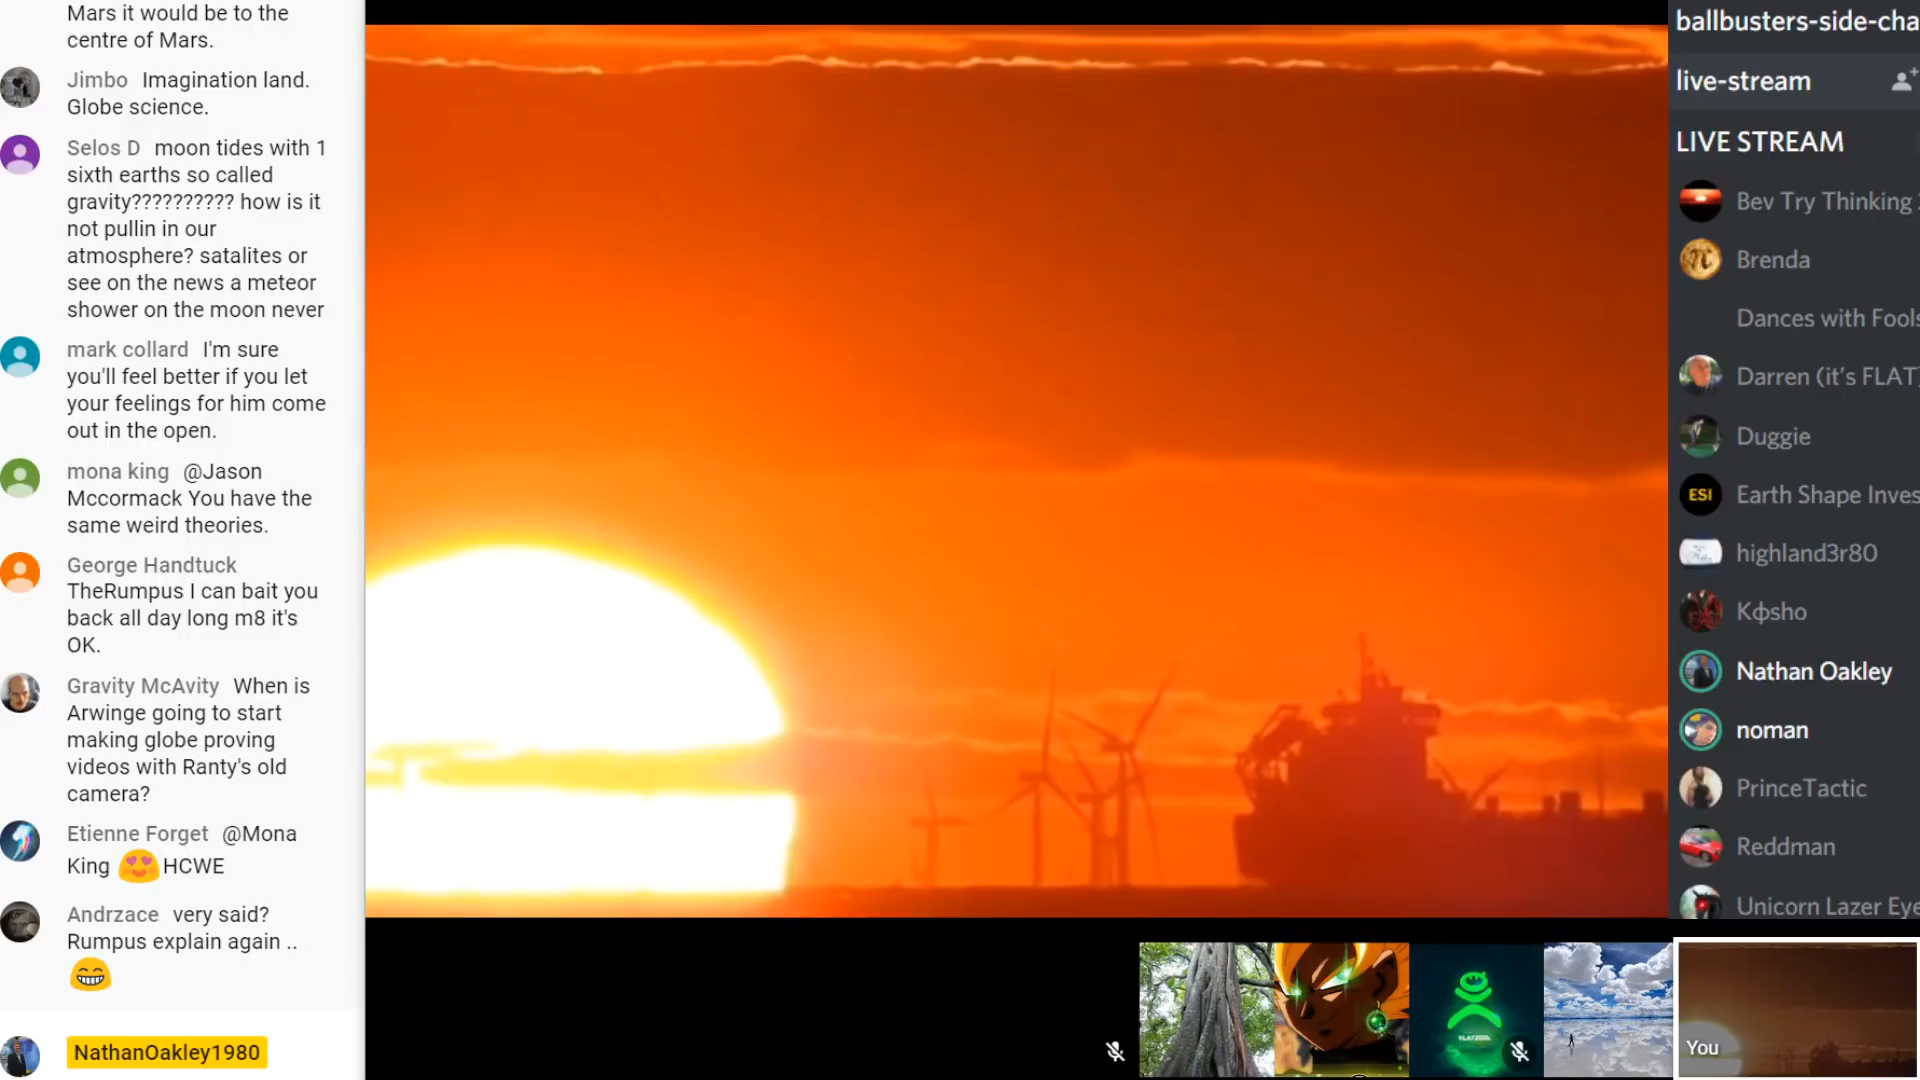 Mars it would be to the
centre of Mars.
Jimbo Imagination land.
Globe science.
Selos D moon tides with 1
sixth earths so called
gravity?????????? how is it
not pullin in our
atmosphere? satalites or
see on the news a meteor
shower on the moon never
mark collard I'm sure
you'll feel better if you let
your feelings for him come
out in the open.
mona king @Jason
Mccormack You have the
same weird theories.
George Handtuck
TheRumpus I can bait you
back all day long m8 it's
OK.
Gravity McAvity When is
Arwinge going to start
making globe proving
videos with Ranty's old
camera?
Etienne Forget @Mona
King HCWE
Andrzace very said?
Rumpus explain again ..
NathanOakley1980
ballbusters-side-cha
live-stream
LIVE STREAM
Bev Try Thinking
Brenda
Dances with Fools
Darren (it's FLAT)
Duggie
ESI
Earth Shape Inves
highland3r80
Kфsho
Nathan Oakley
noman
PrinceTactic
Reddman
Unicorn Lazer Eye
You